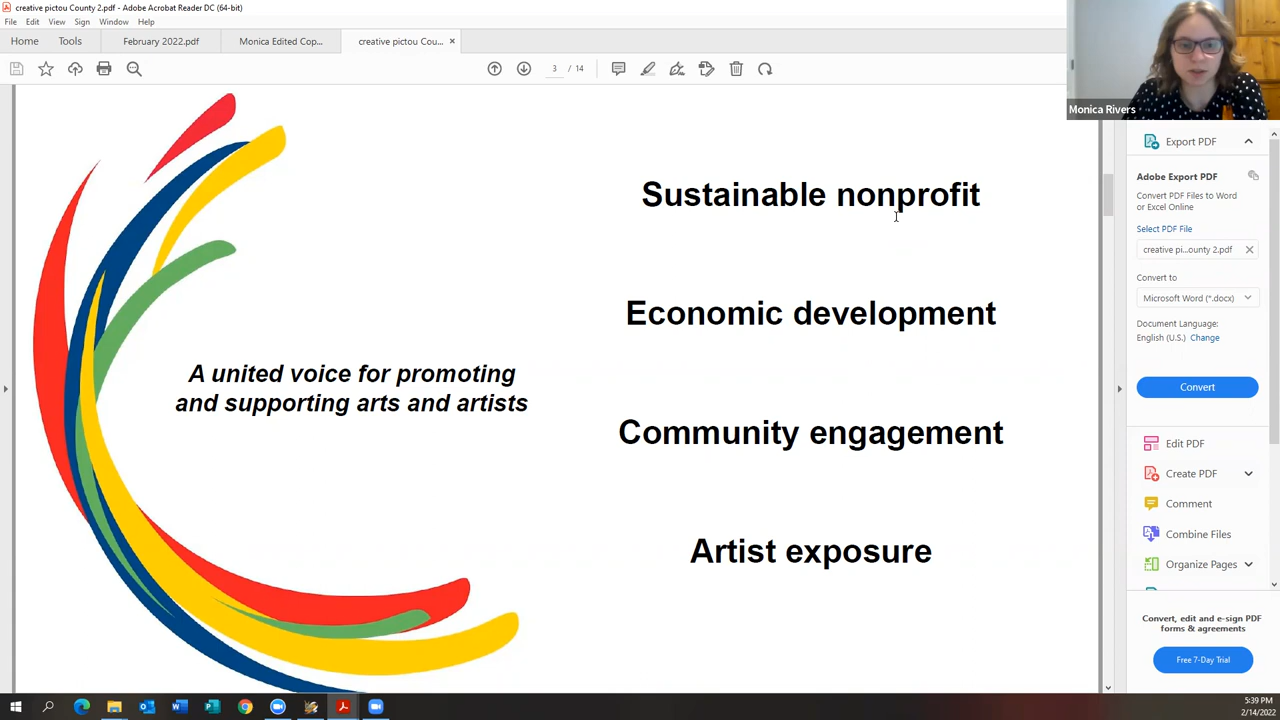 creative pictou County 2.pdf - Adobe Acrobat Reader DC (64-bit)
File Edit View Sign Window Help
Home Tools February 2022.pdf Monica Edited Cop... creative pictou Cou... ×
3 / 14
Monica Rivers
Export PDF
Adobe Export PDF
Convert PDF Files to Word
or Excel Online
Select PDF File
creative pi...ounty 2.pdf
Convert to
Microsoft Word (*.docx)
Document Language:
English (U.S.) Change
Convert
Edit PDF
Create PDF
Comment
Combine Files
Organize Pages
Convert, edit and e-sign PDF
forms & agreements
Free 7-Day Trial
A united voice for promoting
and supporting arts and artists
Sustainable nonprofit
Economic development
Community engagement
Artist exposure
5:39 PM
2/14/2022